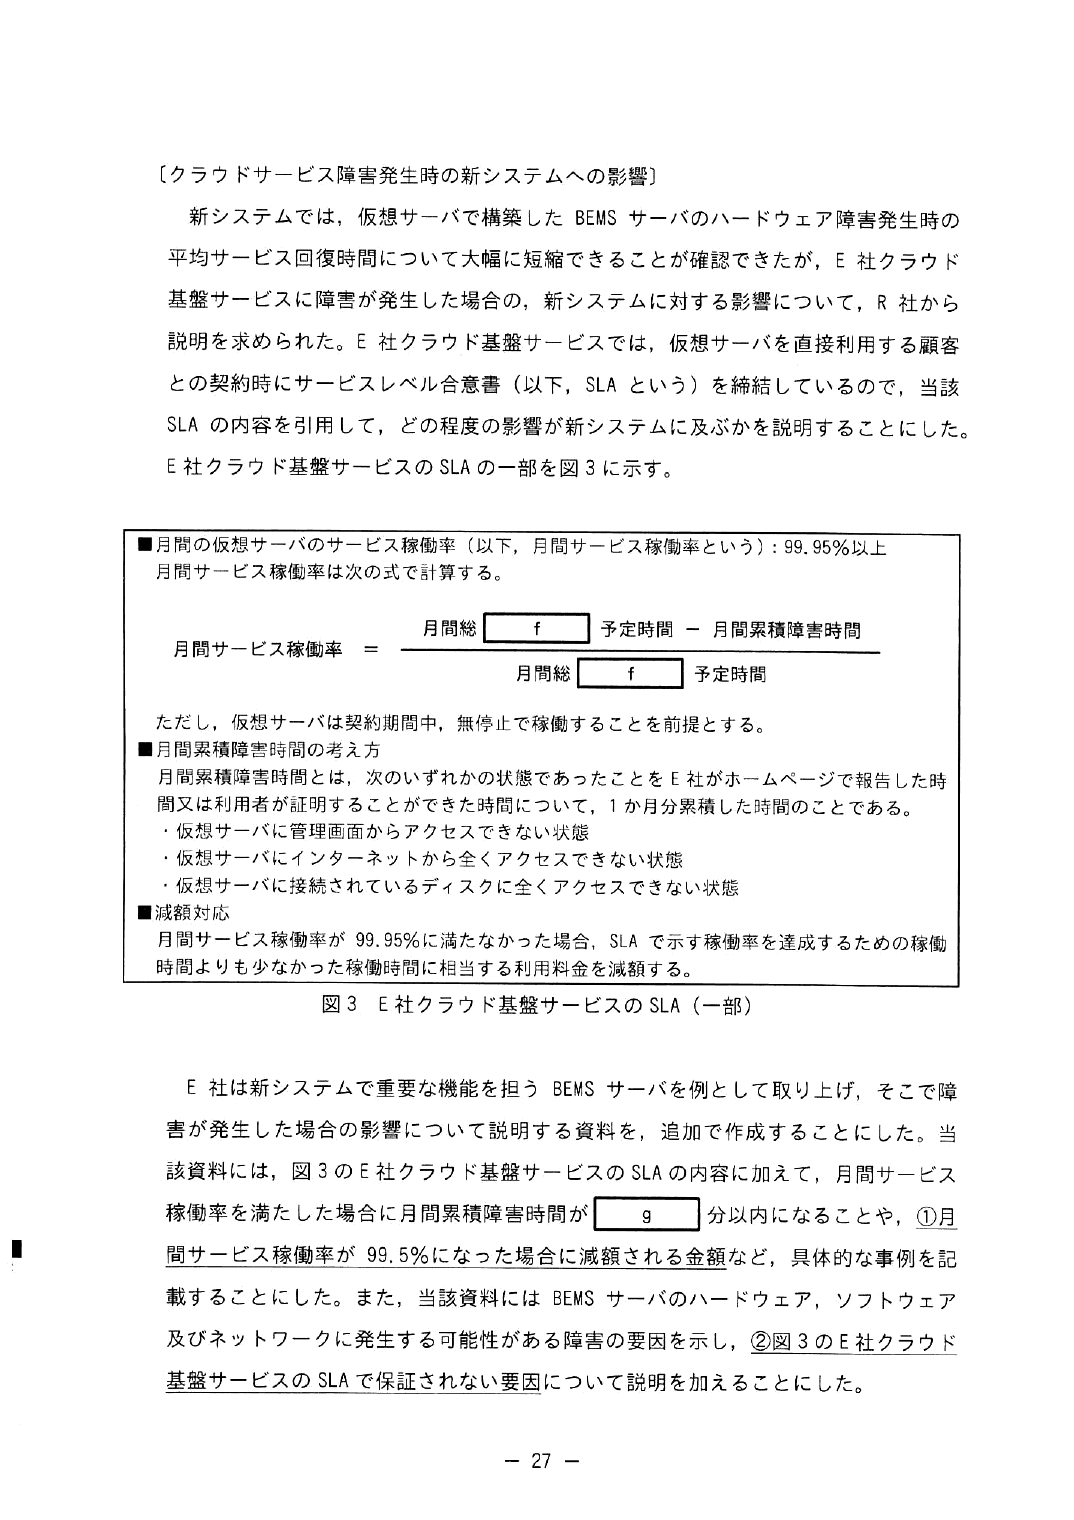 〔クラウドサービス障害発生時の新システムへの影響〕
新システムでは，仮想サーバで構築した BEMS サーバのハードウェア障害発生時の
平均サービス回復時間について大幅に短縮できることが確認できたが，E 社クラウド
基盤サービスに障害が発生した場合の，新システムに対する影響について，R 社から
説明を求められた。E 社クラウド基盤サービスでは，仮想サーバを直接利用する顧客
との契約時にサービスレベル合意書（以下，SLA という）を締結しているので，当該
SLA の内容を引用して，どの程度の影響が新システムに及ぶかを説明することにした。
E 社クラウド基盤サービスの SLA の一部を図 3 に示す。
■月間の仮想サーバのサービス稼働率（以下，月間サービス稼働率という）: 99.95%以上
月間サービス稼働率は次の式で計算する。
月間総 f 予定時間 － 月間累積障害時間
月間サービス稼働率 ＝
月間総 f 予定時間
ただし，仮想サーバは契約期間中，無停止で稼働することを前提とする。
■月間累積障害時間の考え方
月間累積障害時間とは，次のいずれかの状態であったことを E 社がホームページで報告した時
間又は利用者が証明することができた時間について，1 か月分累積した時間のことである。
・仮想サーバに管理画面からアクセスできない状態
・仮想サーバにインターネットから全くアクセスできない状態
・仮想サーバに接続されているディスクに全くアクセスできない状態
■減額対応
月間サービス稼働率が 99.95%に満たなかった場合，SLA で示す稼働率を達成するための稼働
時間よりも少なかった稼働時間に相当する利用料金を減額する。
図 3 E 社クラウド基盤サービスの SLA（一部）
E 社は新システムで重要な機能を担う BEMS サーバを例として取り上げ，そこで障
害が発生した場合の影響について説明する資料を，追加で作成することにした。当
該資料には，図 3 の E 社クラウド基盤サービスの SLA の内容に加えて，月間サービス
稼働率を満たした場合に月間累積障害時間が g 分以内になることや，①月
間サービス稼働率が 99.5%になった場合に減額される金額など，具体的な事例を記
載することにした。また，当該資料には BEMS サーバのハードウェア，ソフトウェア
及びネットワークに発生する可能性がある障害の要因を示し，②図 3 の E 社クラウド
基盤サービスの SLA で保証されない要因について説明を加えることにした。
－ 27 －